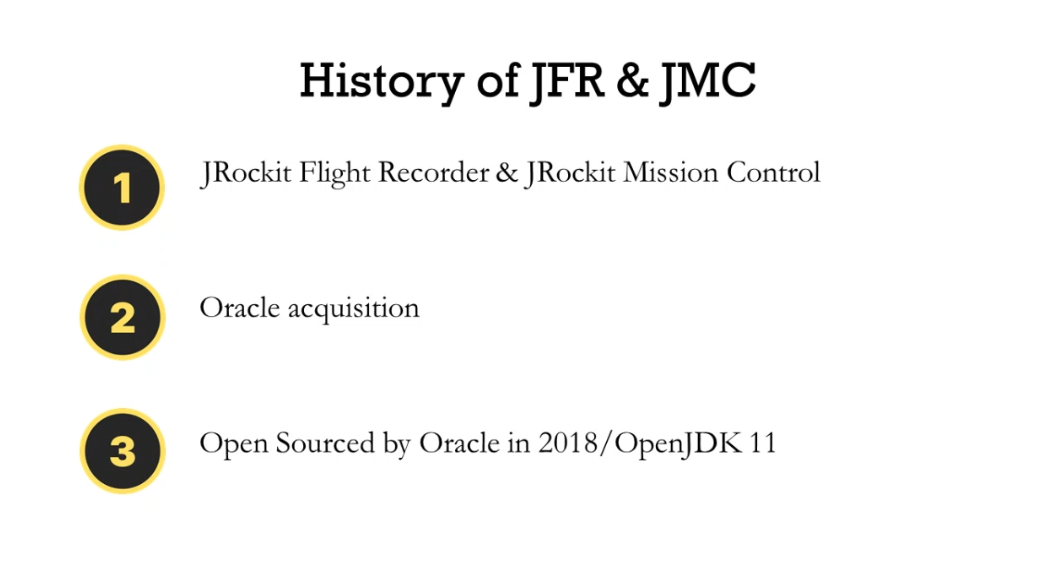 History of JFR & JMC
1
JRockit Flight Recorder & JRockit Mission Control
2
Oracle acquisition
3
Open Sourced by Oracle in 2018/OpenJDK 11